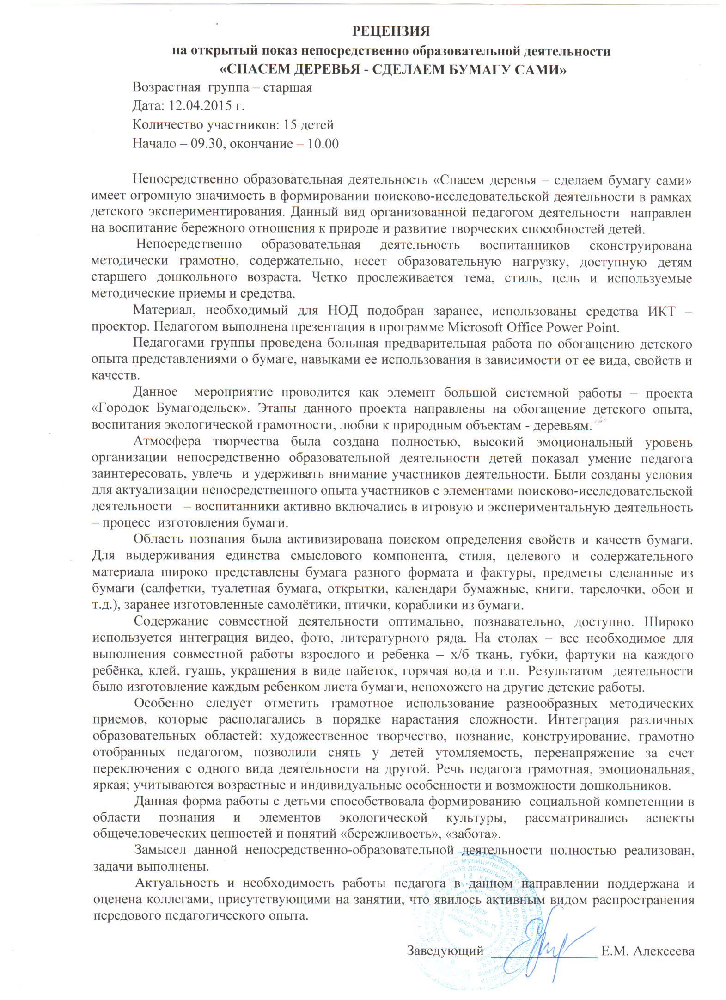 РЕЦЕНЗИЯ
на открытый показ непосредственно образовательной деятельности
«СПАСЕМ ДЕРЕВЬЯ - СДЕЛАЕМ БУМАГУ САМИ»
Возрастная группа – старшая
Дата: 12.04.2015 г.
Количество участников: 15 детей
Начало – 09.30, окончание – 10.00
Непосредственно образовательная деятельность «Спасем деревья – сделаем бумагу сами»
имеет огромную значимость в формировании поисково-исследовательской деятельности в рамках
детского экспериментирования. Данный вид организованной педагогом деятельности направлен
на воспитание бережного отношения к природе и развитие творческих способностей детей.
Непосредственно образовательная деятельность воспитанников сконструирована
методически грамотно, содержательно, несет образовательную нагрузку, доступную детям
старшего дошкольного возраста. Четко прослеживается тема, стиль, цель и используемые
методические приемы и средства.
Материал, необходимый для НОД подобран заранее, использованы средства ИКТ –
проектор. Педагогом выполнена презентация в программе Microsoft Office Power Point.
Педагогами группы проведена большая предварительная работа по обогащению детского
опыта представлениями о бумаге, навыками ее использования в зависимости от ее вида, свойств и
качеств.
Данное мероприятие проводится как элемент большой системной работы – проекта
«Городок Бумагодельск». Этапы данного проекта направлены на обогащение детского опыта,
воспитания экологической грамотности, любви к природным объектам - деревьям.
Атмосфера творчества была создана полностью, высокий эмоциональный уровень
организации непосредственно образовательной деятельности детей показал умение педагога
заинтересовать, увлечь и удерживать внимание участников деятельности. Были созданы условия
для актуализации непосредственного опыта участников с элементами поисково-исследовательской
деятельности – воспитанники активно включались в игровую и экспериментальную деятельность
– процесс изготовления бумаги.
Область познания была активизирована поиском определения свойств и качеств бумаги.
Для выдерживания единства смыслового компонента, стиля, целевого и содержательного
материала широко представлены бумага разного формата и фактуры, предметы сделанные из
бумаги (салфетки, туалетная бумага, открытки, календари бумажные, книги, тарелочки, обои и
т.д.), заранее изготовленные самолётики, птички, кораблики из бумаги.
Содержание совместной деятельности оптимально, познавательно, доступно. Широко
используется интеграция видео, фото, литературного ряда. На столах – все необходимое для
выполнения совместной работы взрослого и ребенка – х/б ткань, губки, фартуки на каждого
ребёнка, клей, гуашь, украшения в виде пайеток, горячая вода и т.п. Результатом деятельности
было изготовление каждым ребенком листа бумаги, непохожего на другие детские работы.
Особенно следует отметить грамотное использование разнообразных методических
приемов, которые располагались в порядке нарастания сложности. Интеграция различных
образовательных областей: художественное творчество, познание, конструирование, грамотно
отобранных педагогом, позволили снять у детей утомляемость, перенапряжение за счет
переключения с одного вида деятельности на другой. Речь педагога грамотная, эмоциональная,
яркая; учитываются возрастные и индивидуальные особенности и возможности дошкольников.
Данная форма работы с детьми способствовала формированию социальной компетенции в
области познания и элементов экологической культуры, рассматривались аспекты
общечеловеческих ценностей и понятий «бережливость», «забота».
Замысел данной непосредственно-образовательной деятельности полностью реализован,
задачи выполнены.
Актуальность и необходимость работы педагога в данном направлении поддержана и
оценена коллегами, присутствующими на занятии, что явилось активным видом распространения
передового педагогического опыта.
МБДОУ
«Детский сад № 18
комбинированного
вида»
Заведующий ________________ Е.М. Алексеева